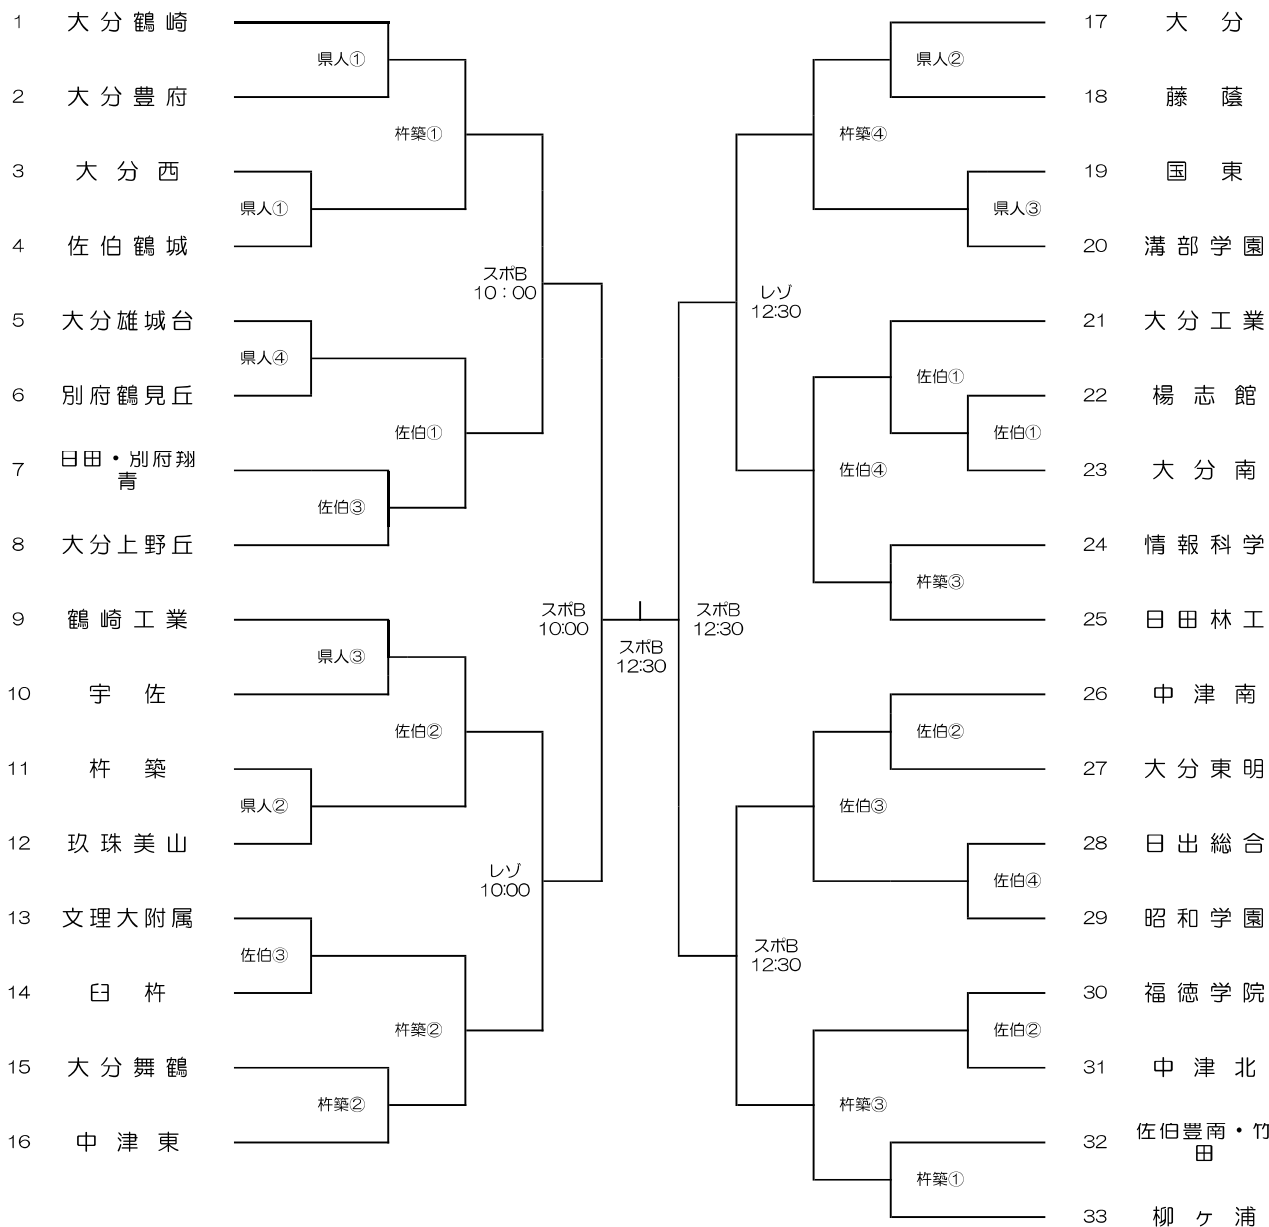 1 大分鶴崎
県人①
2 大分豊府
杵築①
3 大分西
県人①
4 佐伯鶴城
スポB
10:00
5 大分雄城台
県人④
6 別府鶴見丘
佐伯①
7 日田・別府翔
青
佐伯③
8 大分上野丘
スポB
10:00
9 鶴崎工業
県人③
10 宇佐
佐伯②
11 杵築
県人②
12 玖珠美山
レゾ
10:00
13 文理大附属
佐伯③
14 臼杵
杵築②
15 大分舞鶴
杵築②
16 中津東
スポB
12:30
17 大分
県人②
18 藤蔭
杵築④
19 国東
県人③
20 溝部学園
レゾ
12:30
21 大分工業
佐伯①
22 楊志館
佐伯①
23 大分南
佐伯④
24 情報科学
杵築③
25 日田林工
スポB
12:30
26 中津南
佐伯②
27 大分東明
佐伯③
28 日出総合
佐伯④
29 昭和学園
スポB
12:30
30 福徳学院
佐伯②
31 中津北
杵築③
32 佐伯豊南・竹
田
杵築①
33 柳ヶ浦